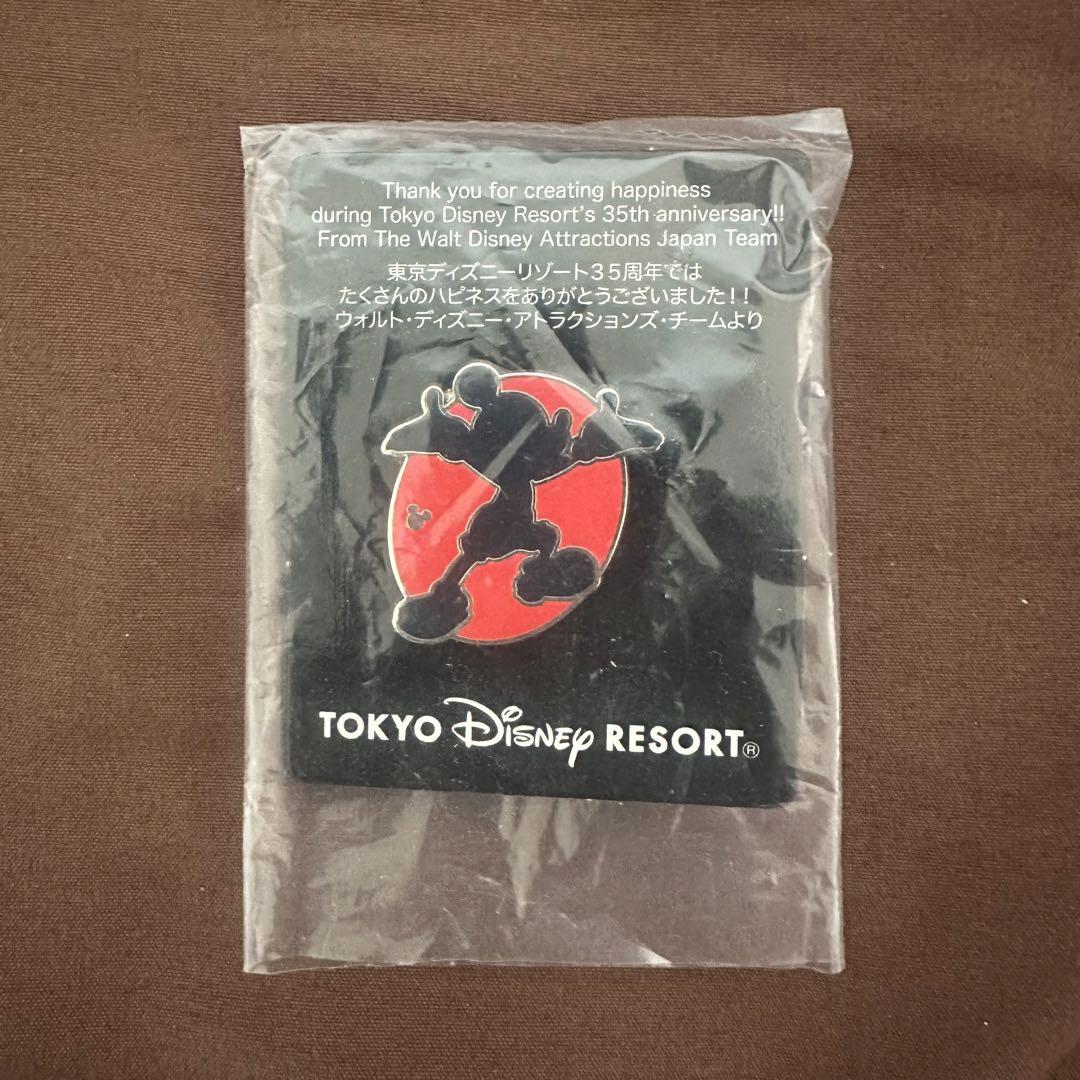 Thank you for creating happiness
during Tokyo Disney Resort's 35th anniversary!!
From The Walt Disney Attractions Japan Team
東京ディズニーリゾート３５周年では
たくさんのハピネスをありがとうございました！！
ウォルト・ディズニー・アトラクションズ・チームより
TOKYO Disney RESORT®